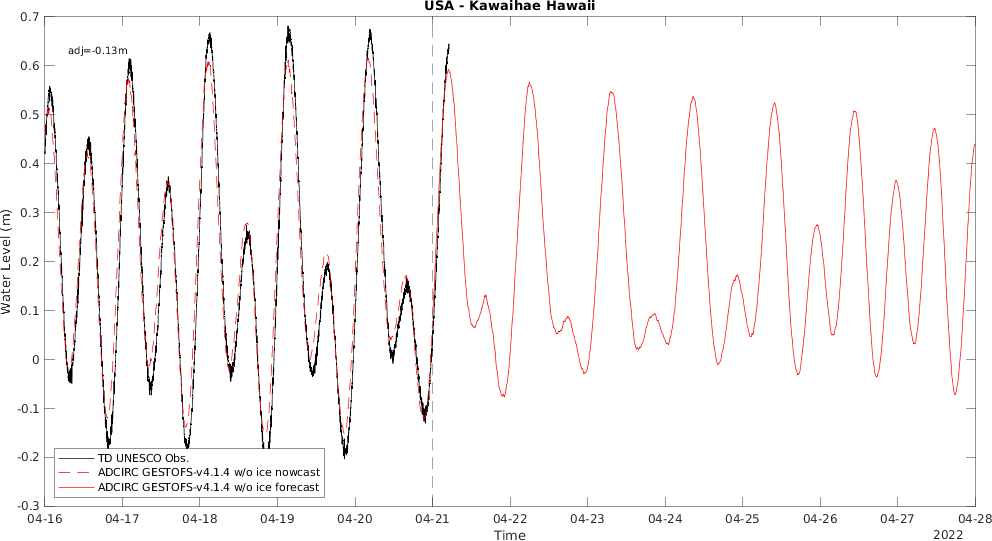 USA - Kawaihae Hawaii
adj=-0.13m
0.7
0.6
0.5
0.4
0.3
0.2
0.1
0
-0.1
-0.2
-0.3
Water Level (m)
TD UNESCO Obs.
ADCIRC GESTOFS-v4.1.4 w/o ice nowcast
ADCIRC GESTOFS-v4.1.4 w/o ice forecast
04-16 04-17 04-18 04-19 04-20 04-21 04-22 04-23 04-24 04-25 04-26 04-27 04-28
Time
2022